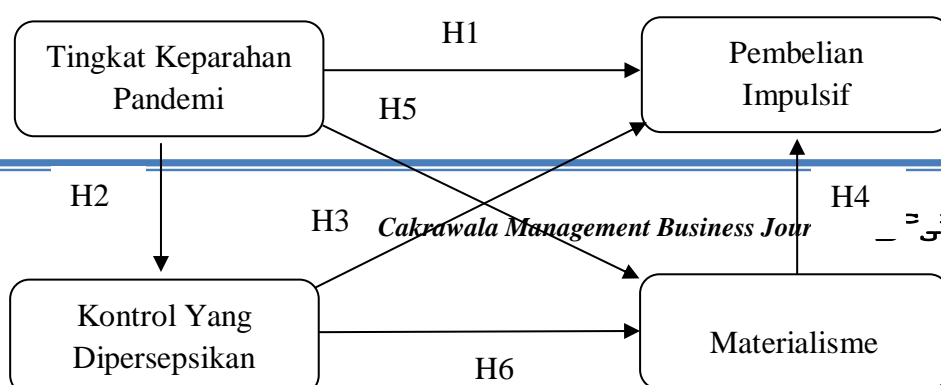 H1
Tingkat Keparahan
Pandemi
Pembelian
Impulsif
H5
H2
H4
H3
Cakrawala Management Business Jour
Kontrol Yang
Dipersepsikan
Materialisme
H6